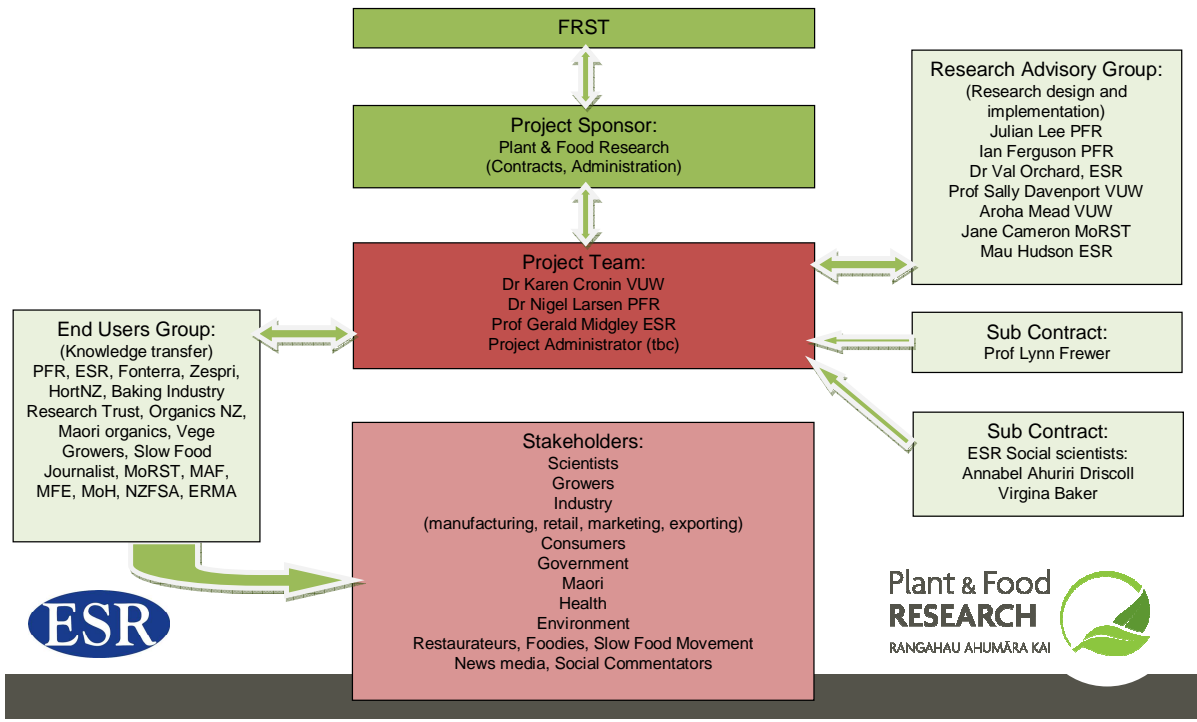 FRST
Project Sponsor:
Plant & Food Research
(Contracts, Administration)
Project Team:
Dr Karen Cronin VUW
Dr Nigel Larsen PFR
Prof Gerald Midgley ESR
Project Administrator (tbc)
Research Advisory Group:
(Research design and
implementation)
Julian Lee PFR
Ian Ferguson PFR
Dr Val Orchard, ESR
Prof Sally Davenport VUW
Aroha Mead VUW
Jane Cameron MoRST
Mau Hudson ESR
Sub Contract:
Prof Lynn Frewer
Sub Contract:
ESR Social scientists:
Annabel Ahuriri Driscoll
Virgina Baker
End Users Group:
(Knowledge transfer)
PFR, ESR, Fonterra, Zespri,
HortNZ, Baking Industry
Research Trust, Organics NZ,
Maori organics, Vege
Growers, Slow Food
Journalist, MoRST, MAF,
MFE, MoH, NZFSA, ERMA
Stakeholders:
Scientists
Growers
Industry
(manufacturing, retail, marketing, exporting)
Consumers
Government
Maori
Health
Environment
Restaurateurs, Foodies, Slow Food Movement
News media, Social Commentators
ESR
Plant & Food
RESEARCH
RANGAHAU AHUMĀRA KAI